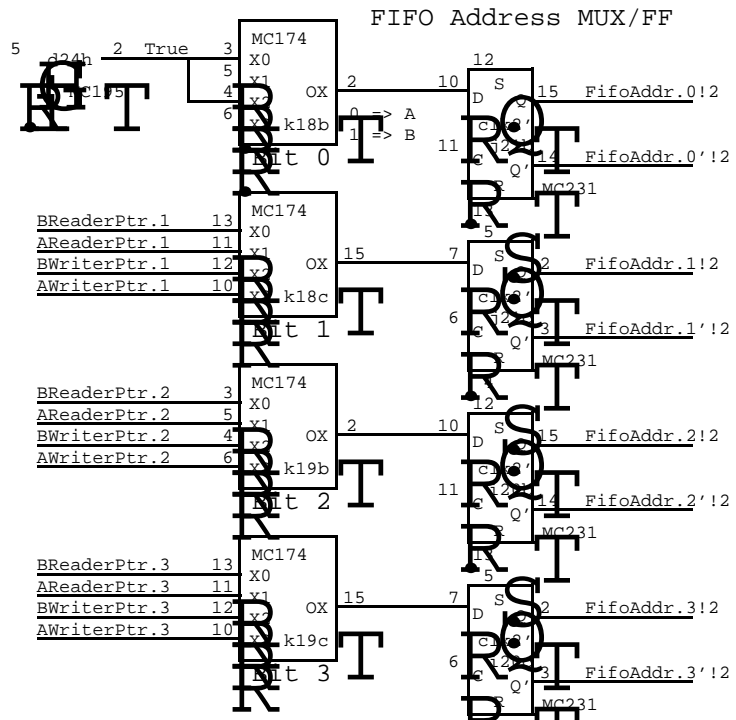 FIFO Address MUX/FF
5 d24h 2 True 3 MC174 12
X0
5 X1 2 10 S 15 FifoAddr.0!2
4 OX D
6 k18b 0 => A
1 => B 11 C 14 FifoAddr.0'!2
Bit 0 R Q'
MC231
13
BReaderPtr.1 13 MC174 5
X0
AReaderPtr.1 11 X1 15 7 2 FifoAddr.1!2
BWriterPtr.1 12 OX D
AWriterPtr.1 10 k18c 6 C 3 FifoAddr.1'!2
Bit 1 Q'
MC231
BReaderPtr.2 3 MC174 12
X0
AReaderPtr.2 5 X1 2 10 15 FifoAddr.2!2
BWriterPtr.2 4 OX D
AWriterPtr.2 6 k19b 11 C 14 FifoAddr.2'!2
Bit 2 R Q'
MC231
13
BReaderPtr.3 13 MC174 5
X0
AReaderPtr.3 11 X1 15 7 S 2 FifoAddr.3!2
BWriterPtr.3 12 OX D
AWriterPtr.3 10 k19c 6 C 3 FifoAddr.3'!2
Bit 3 R Q'
MC231